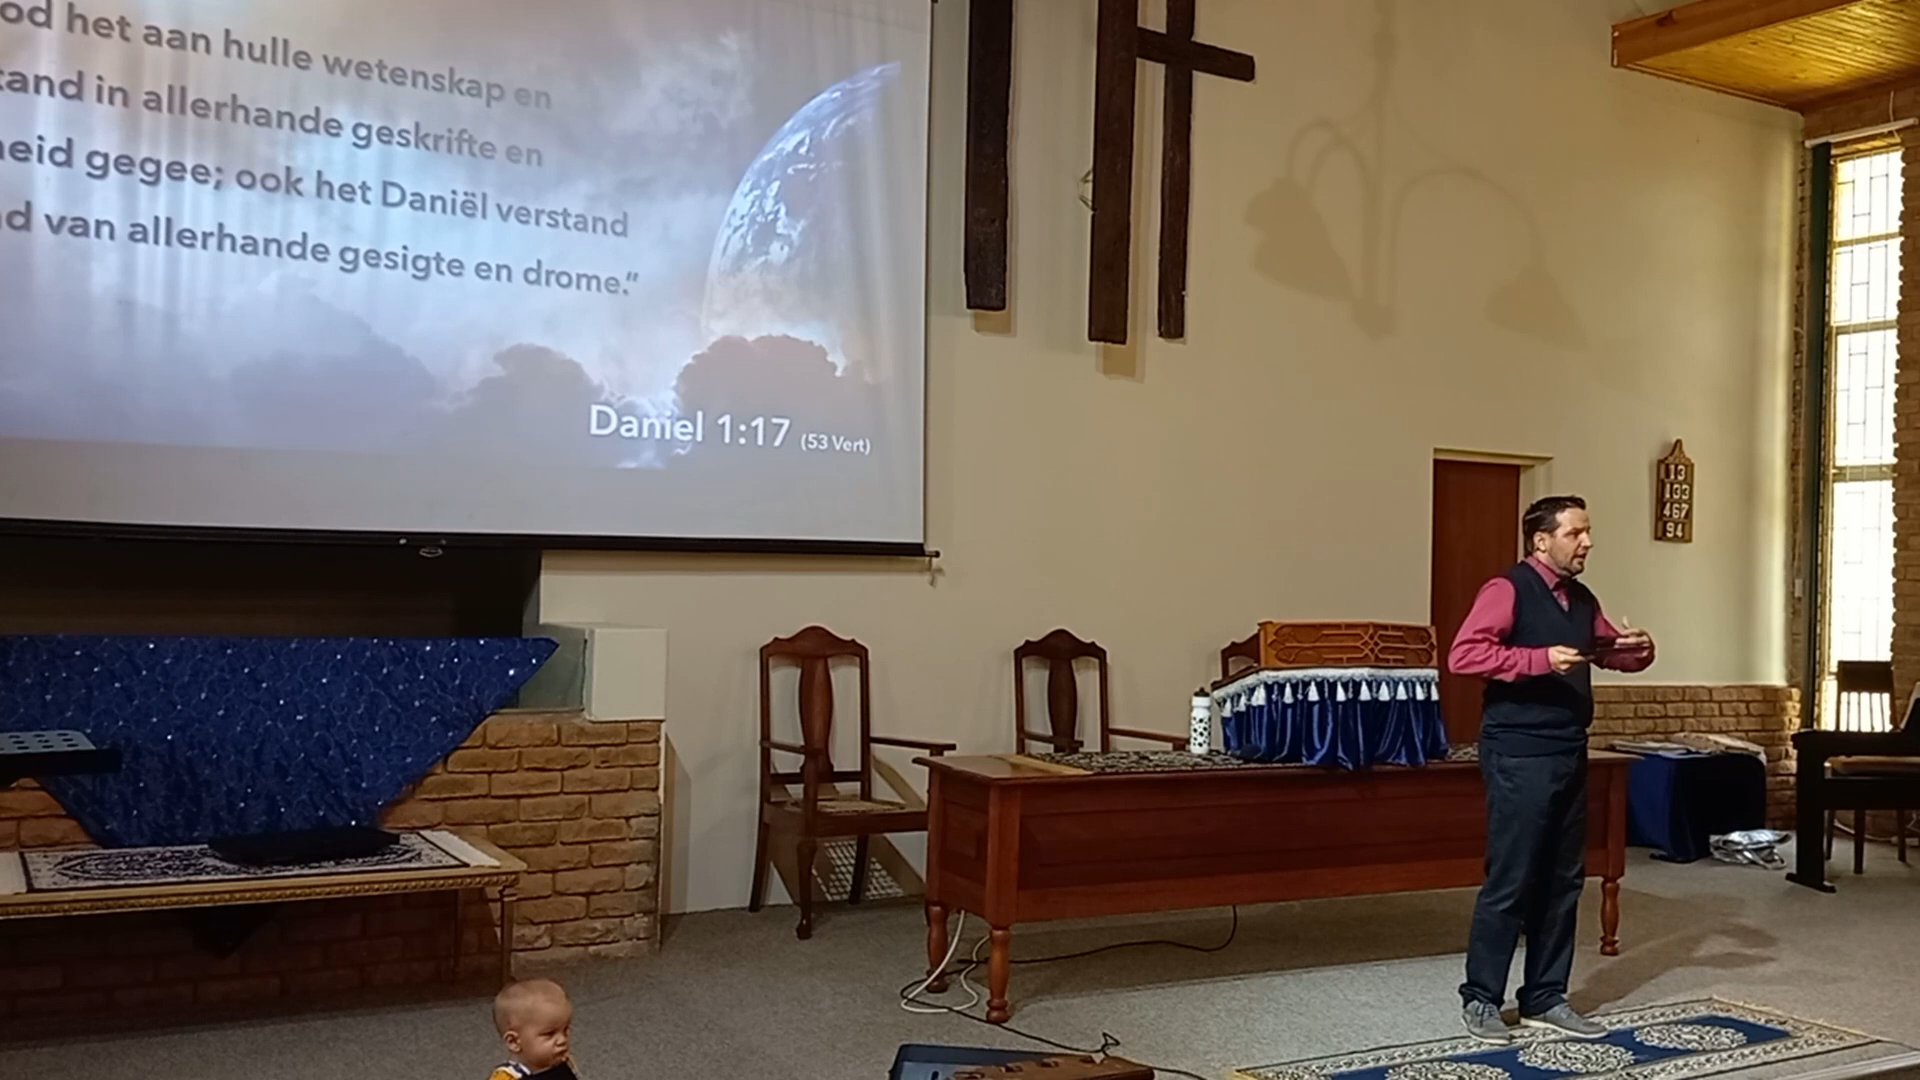 od het aan hulle wetenskap en
tand in allerhande geskrifte en
heid gegee; ook het Daniël verstand
d van allerhande gesigte en drome.”
Daniel 1:17 (53 Vert)
13
133
467
94